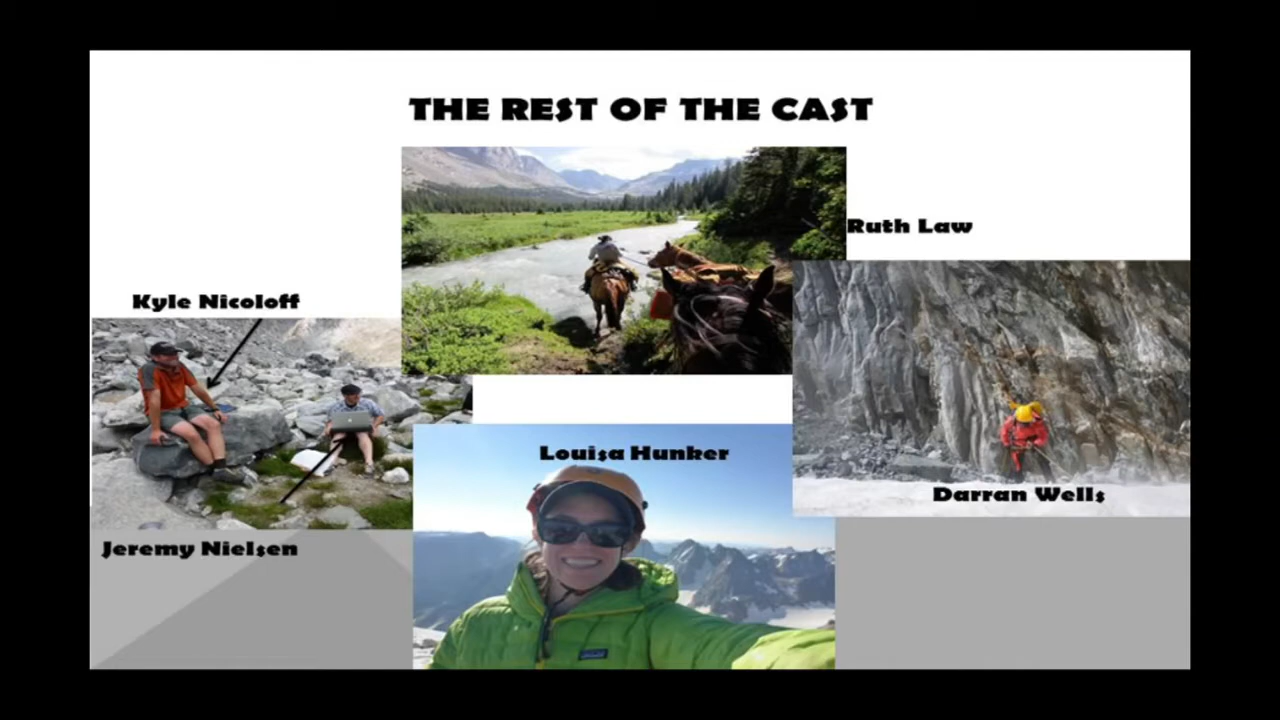 THE REST OF THE CAST
Ruth Law
Kyle Nicoloff
Louisa Hunker
Darran Wells
Jeremy Nielsen